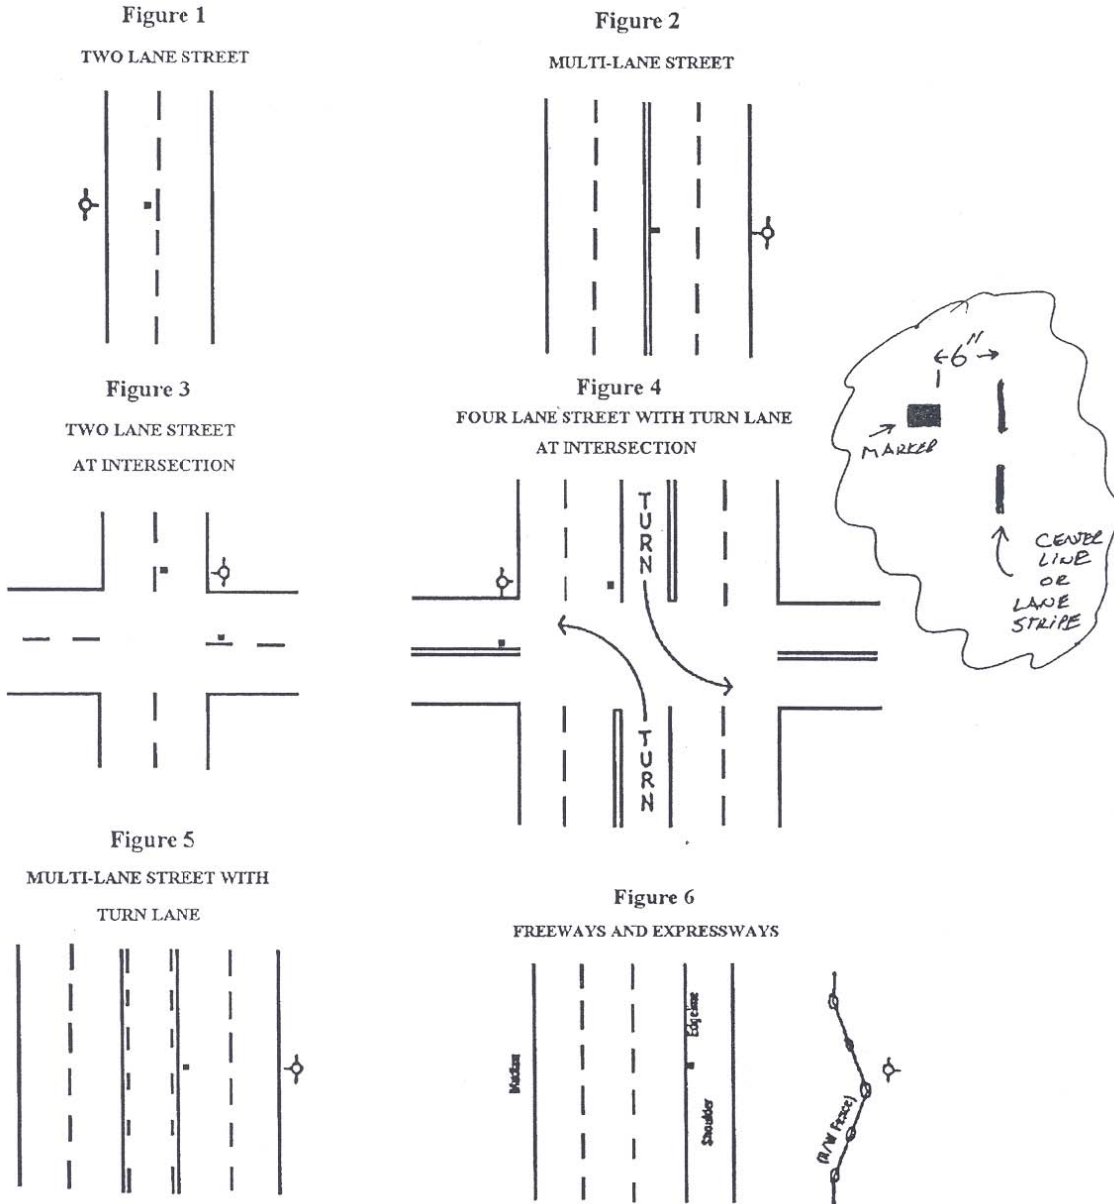 Figure 1
TWO LANE STREET
Figure 2
MULTI-LANE STREET
6"
MARKER
CENTER
LINE
OR
LANE
STRIPE
Figure 3
TWO LANE STREET
AT INTERSECTION
Figure 4
FOUR LANE STREET WITH TURN LANE
AT INTERSECTION
TURN
TURN
Figure 5
MULTI-LANE STREET WITH
TURN LANE
Figure 6
FREEWAYS AND EXPRESSWAYS
Median
Edgeline
Shoulder
(R/W Fence)